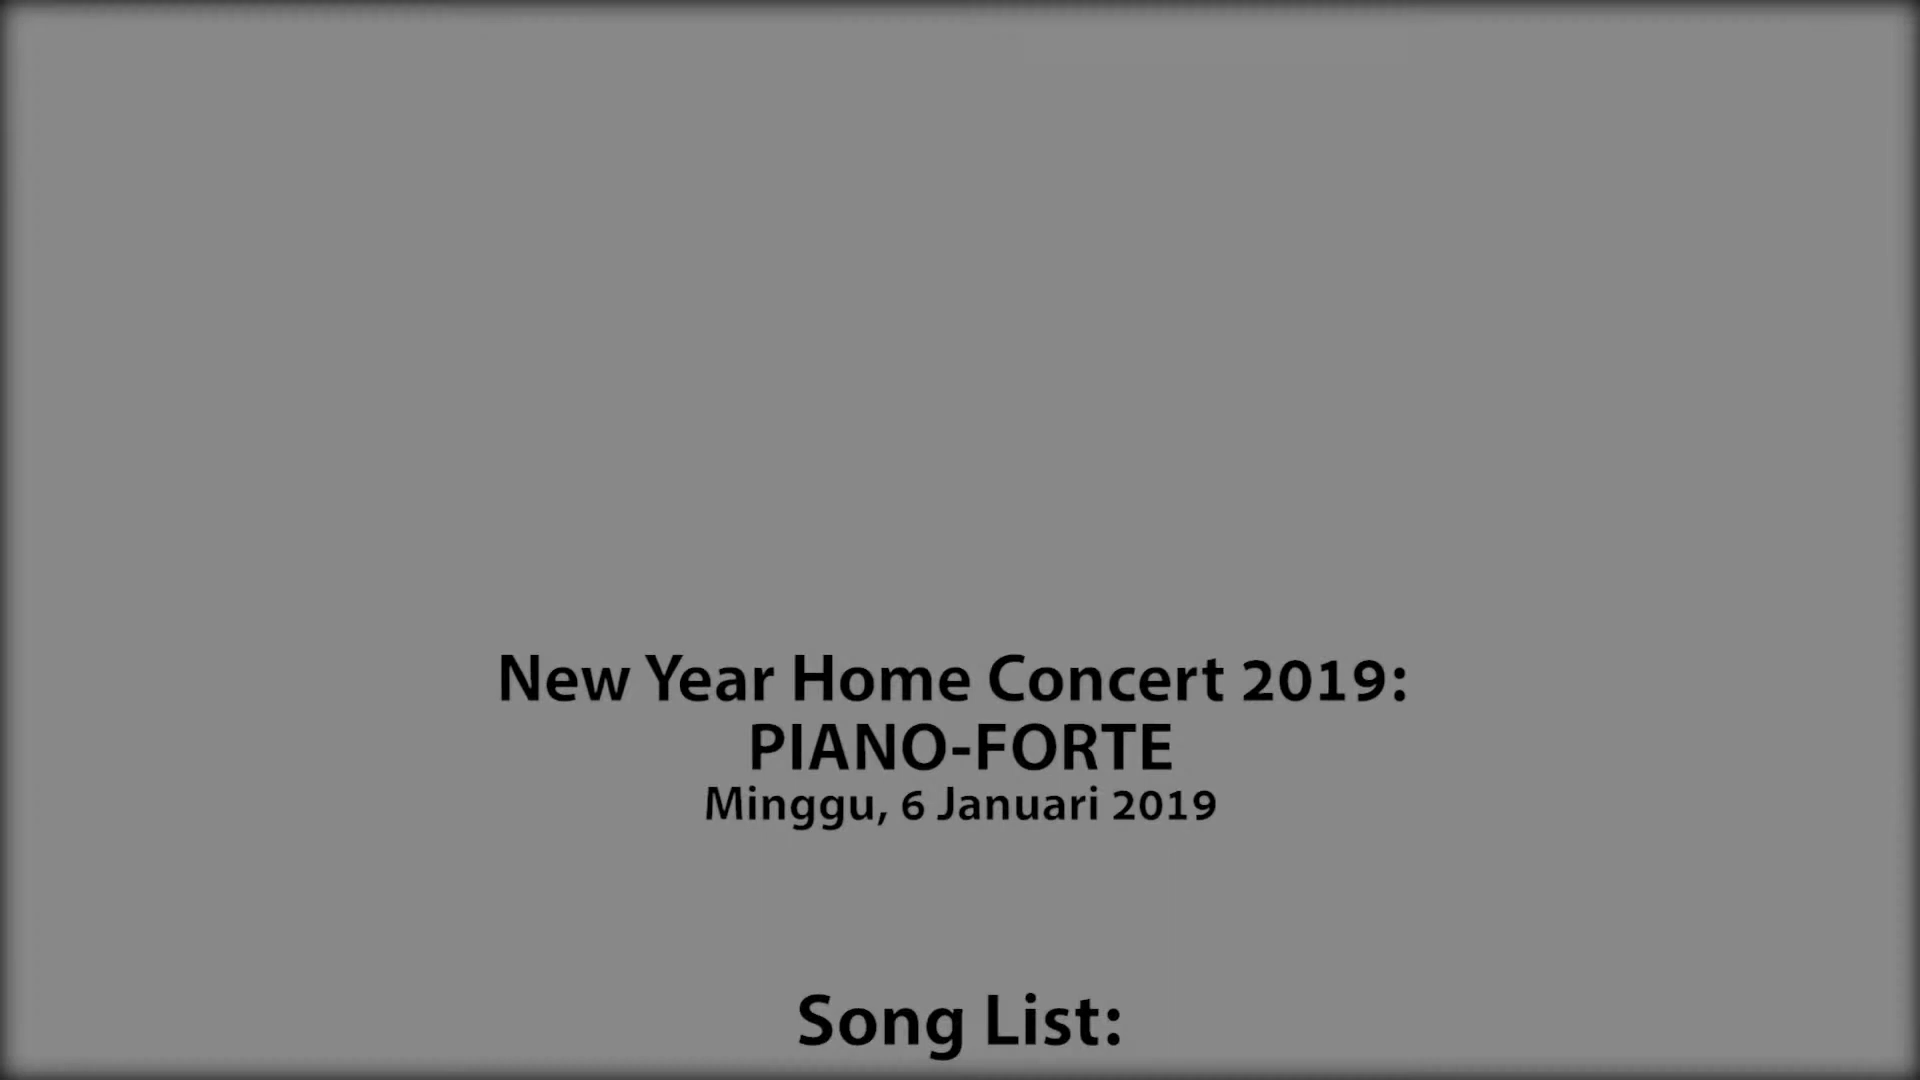 New Year Home Concert 2019:
PIANO-FORTE
Minggu, 6 Januari 2019
Song List: